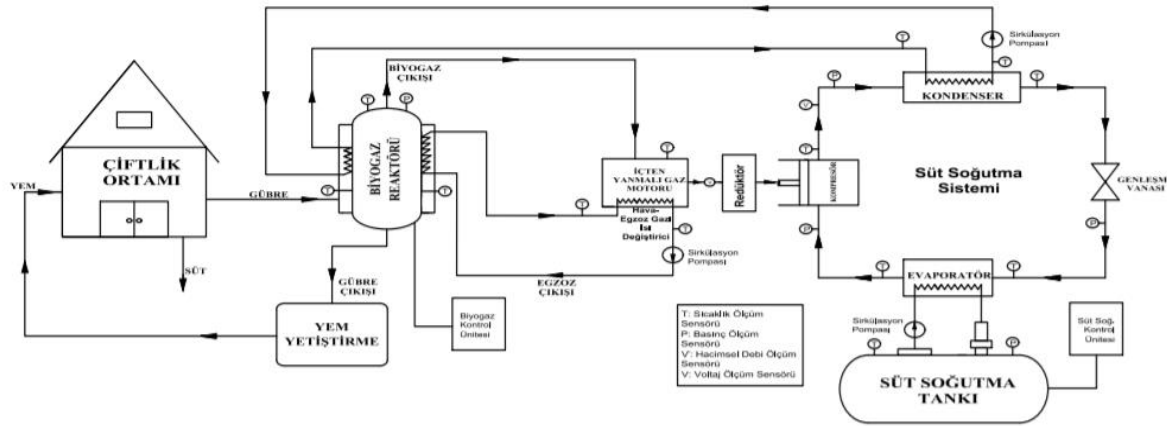 Sirkülasyon
Pompası
T
T
P
KONDENSER
T
BİYOGAZ
ÇIKIŞI
T
P
V
T
T
ÇİFTLİK
ORTAMI
YEM
GÜBRE
SÜT
BİYOGAZ
REAKTÖRÜ
T
T
T
İÇTEN
YANMALI GAZ
MOTORU
Hava-
Egzoz Gazı
Isı
Değiştirici
T
T
Redüktör
KOMPRESÖR
Süt Soğutma
Sistemi
GENLEŞM
VANASI
P
P
Sirkülasyon
Pompası
EGZOZ
ÇIKIŞI
GÜBRE
ÇIKIŞI
YEM
YETİŞTİRME
Biyogaz
Kontrol
Ünitesi
T
EVAPORATÖR
T
T: Sıcaklık Ölçüm
Sensörü
P: Basınç Ölçüm
Sensörü
V: Hacimsel Debi Ölçüm
Sensörü
V: Voltaj Ölçüm Sensörü
Sirkülasyon
Pompası
T
P
Süt Soğ.
Kontrol
Ünitesi
SÜT SOĞUTMA
TANKI